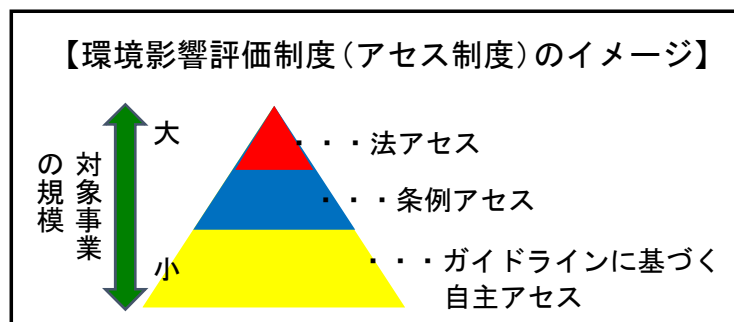 【環境影響評価制度(アセス制度)のイメージ】
対象事業
の規模
大
・・・法アセス
・・・条例アセス
小
・・・ガイドラインに基づく
自主アセス